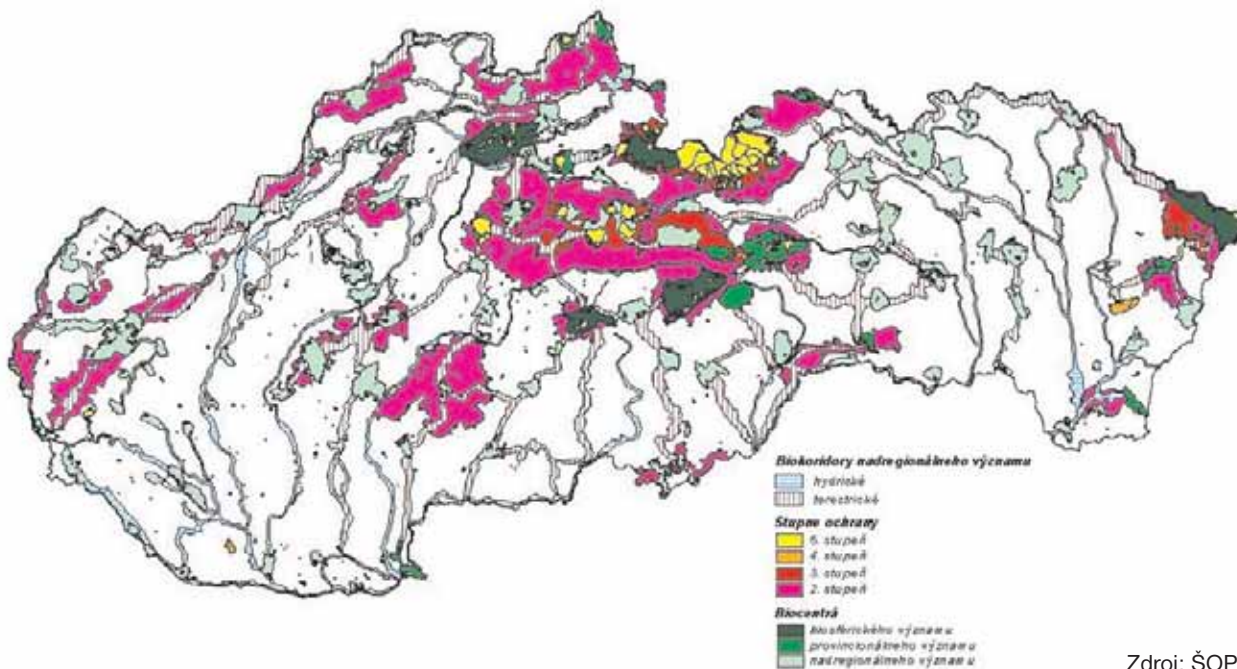 Biokoridory nadregionálneho významu
hydrické
terestrické
Stupne ochrany
5. stupeň
4. stupeň
3. stupeň
2. stupeň
Biocentrá
biosferického významu
provincionálneho významu
nadregionálneho významu
Zdroj: ŠOP